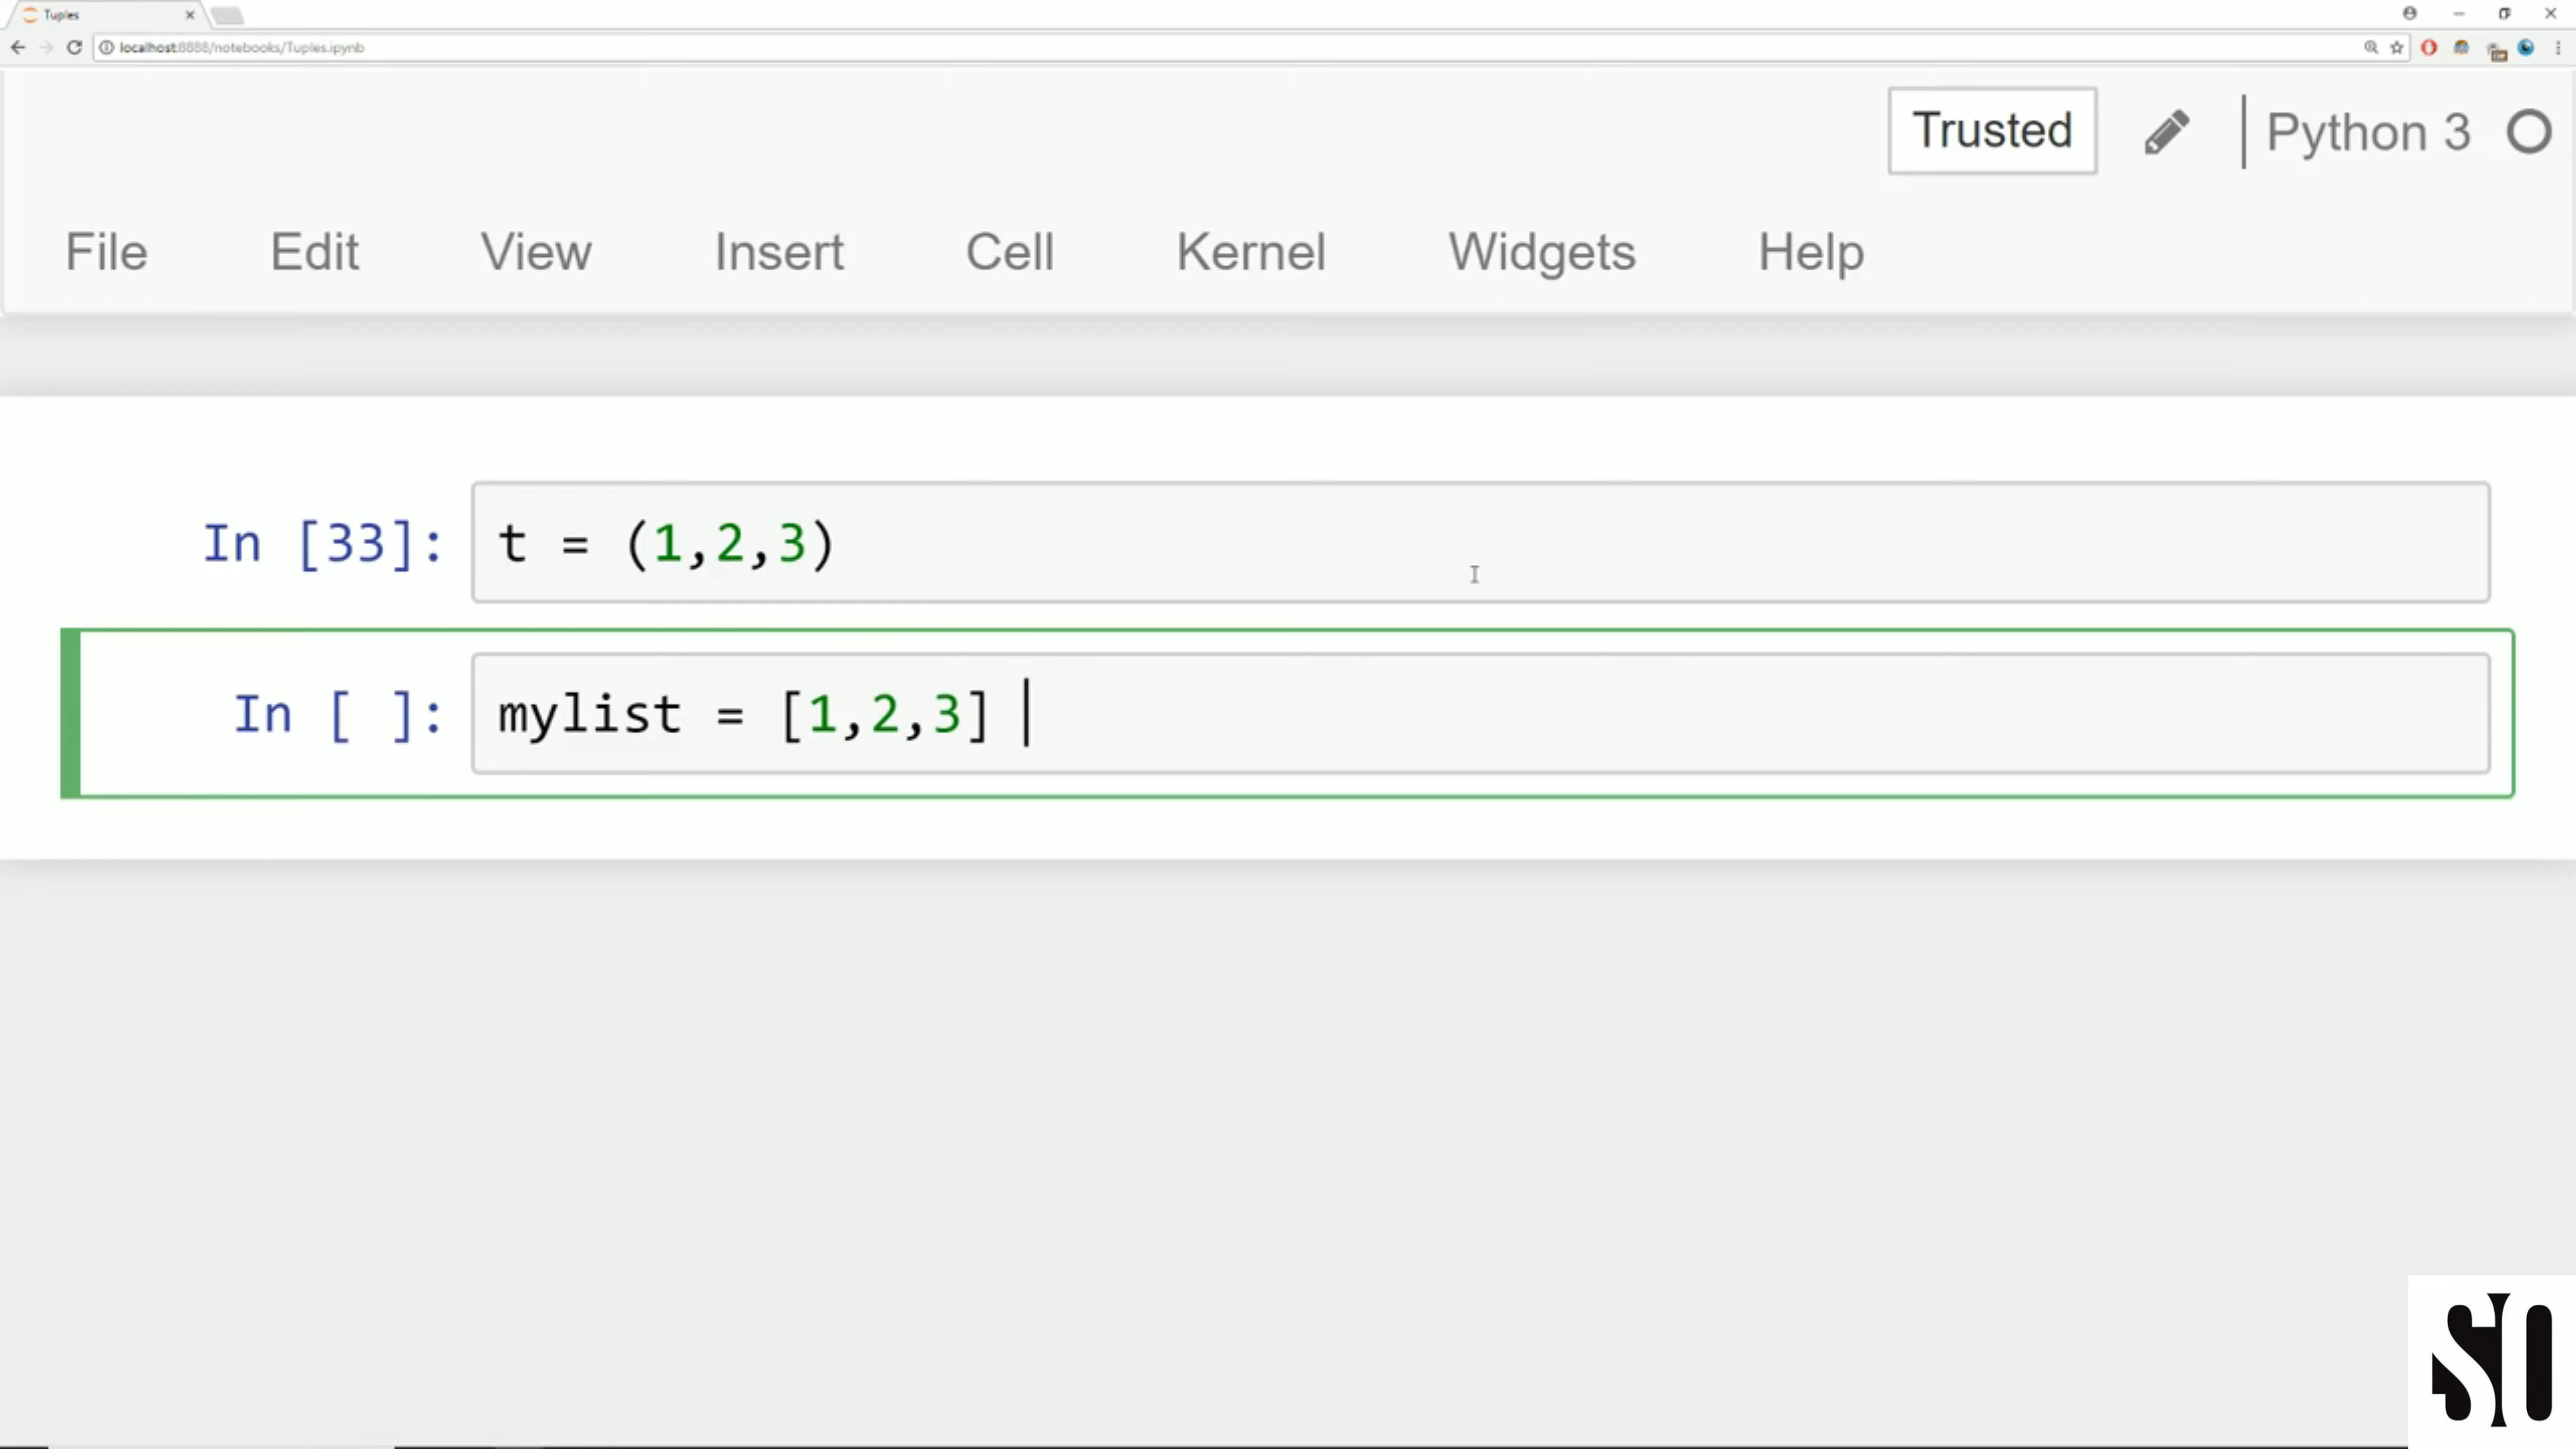 Tuples
localhost:8888/notebooks/Tuples.ipynb
Trusted
Python 3
File Edit View Insert Cell Kernel Widgets Help
In [33]: t = (1,2,3)
In [ ]: mylist = [1,2,3]